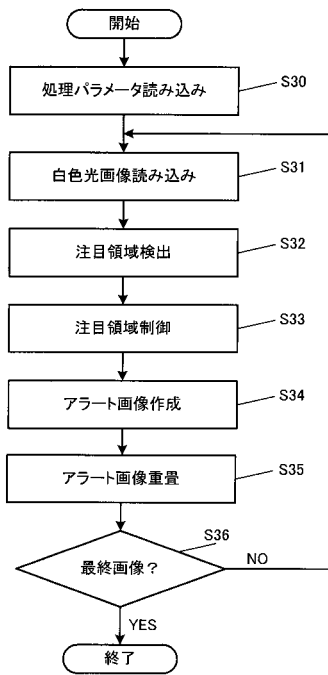 開始
処理パラメータ読み込み
S30
白色光画像読み込み
S31
注目領域検出
S32
注目領域制御
S33
アラート画像作成
S34
アラート画像重畳
S35
S36
最終画像?
NO
YES
終了